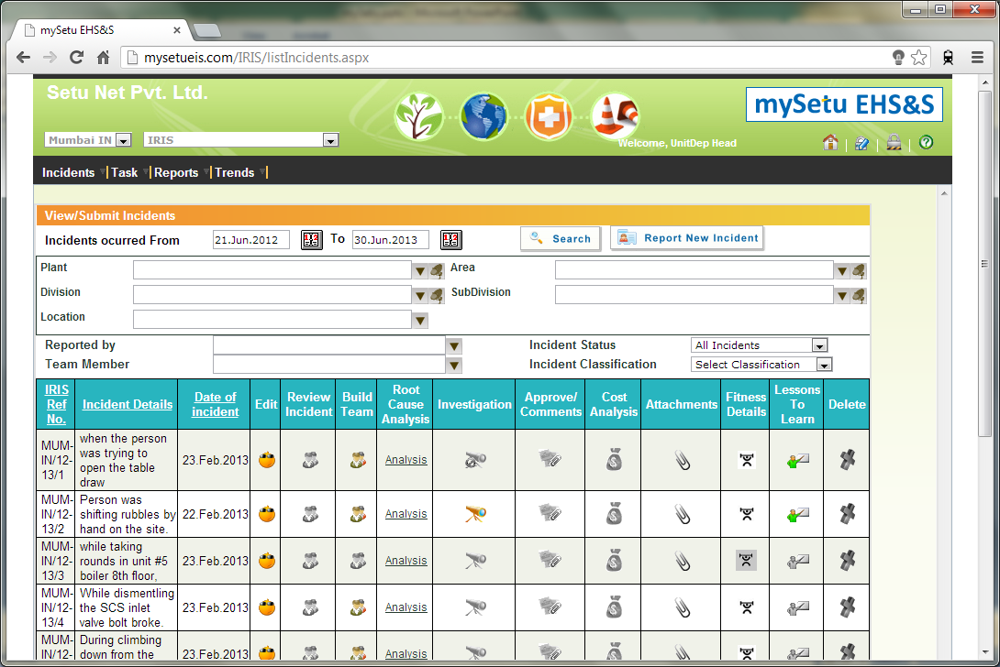 mySetu EHS&S
mysetueis.com/IRIS/listIncidents.aspx
Setu Net Pvt. Ltd.
mySetu EHS&S
Mumbai IN IRIS
Welcome, UnitDep Head
Incidents Task Reports Trends
View/Submit Incidents
Incidents ocurred From 21.Jun.2012 To 30.Jun.2013 Search Report New Incident
Plant Area
Division SubDivision
Location
Reported by Incident Status All Incidents
Team Member Incident Classification Select Classification
IRIS Ref No. Incident Details Date of incident Edit Review Incident Build Team Root Cause Analysis Investigation Approve/ Comments Cost Analysis Attachments Fitness Details Lessons To Learn Delete
MUM- when the person
IN/12- was trying to
13/1 open the table
draw
23.Feb.2013 Analysis
MUM- Person was
IN/12- shifting rubbles by
13/2 hand on the site.
22.Feb.2013 Analysis
MUM- while taking
IN/12- rounds in unit #5
13/3 boiler 8th floor,
23.Feb.2013 Analysis
MUM- While dismentling
IN/12- the SCS inlet
13/4 valve bolt broke.
23.Feb.2013 Analysis
MUM- During climbing
IN/12- down from the
23.Feb.2013 Analysis